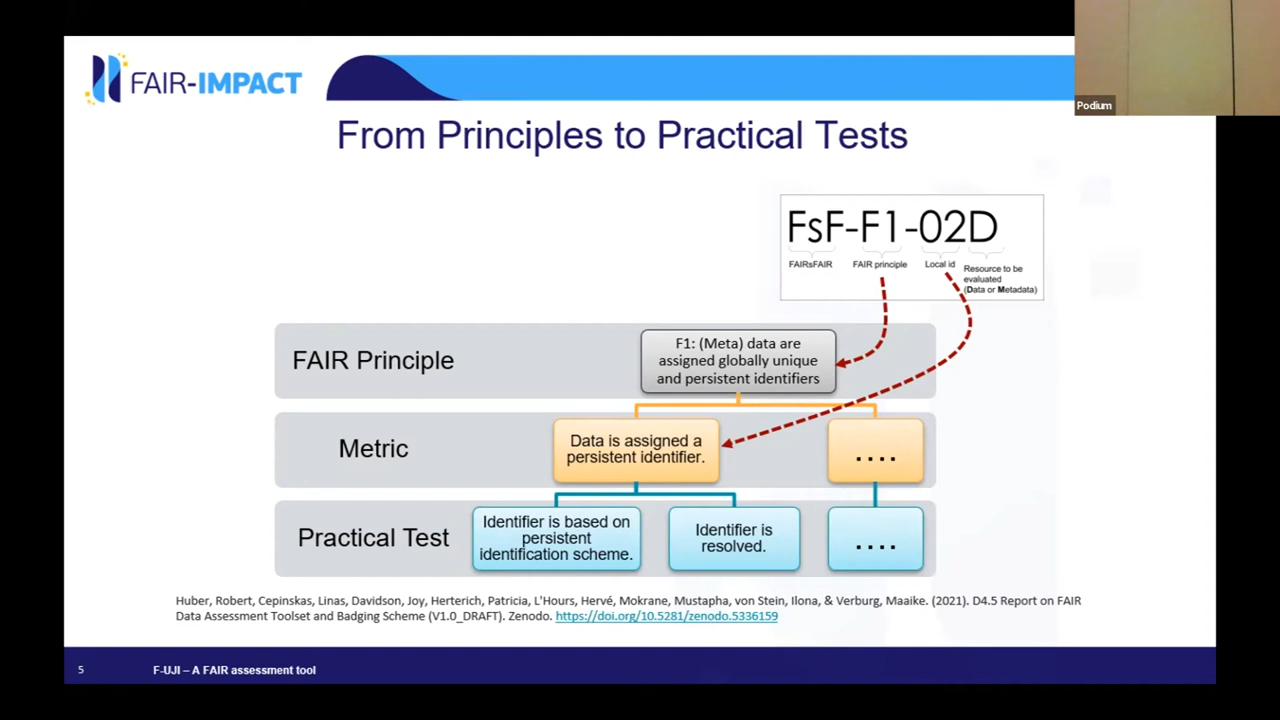 FAIR-IMPACT
Podium
From Principles to Practical Tests
FsF-F1-02D
FAIRsFAIR
FAIR principle
Local id
Resource to be
evaluated
(Data or Metadata)
FAIR Principle
F1: (Meta) data are
assigned globally unique
and persistent identifiers
Metric
Data is assigned a
persistent identifier.
....
Practical Test
Identifier is based on
persistent
identification scheme.
Identifier is
resolved.
....
Huber, Robert, Cepinskas, Linas, Davidson, Joy, Herterich, Patricia, L'Hours, Hervé, Mokrane, Mustapha, von Stein, Ilona, & Verburg, Maaike. (2021). D4.5 Report on FAIR
Data Assessment Toolset and Badging Scheme (V1.0_DRAFT). Zenodo. https://doi.org/10.5281/zenodo.5336159
5
F-UJI – A FAIR assessment tool